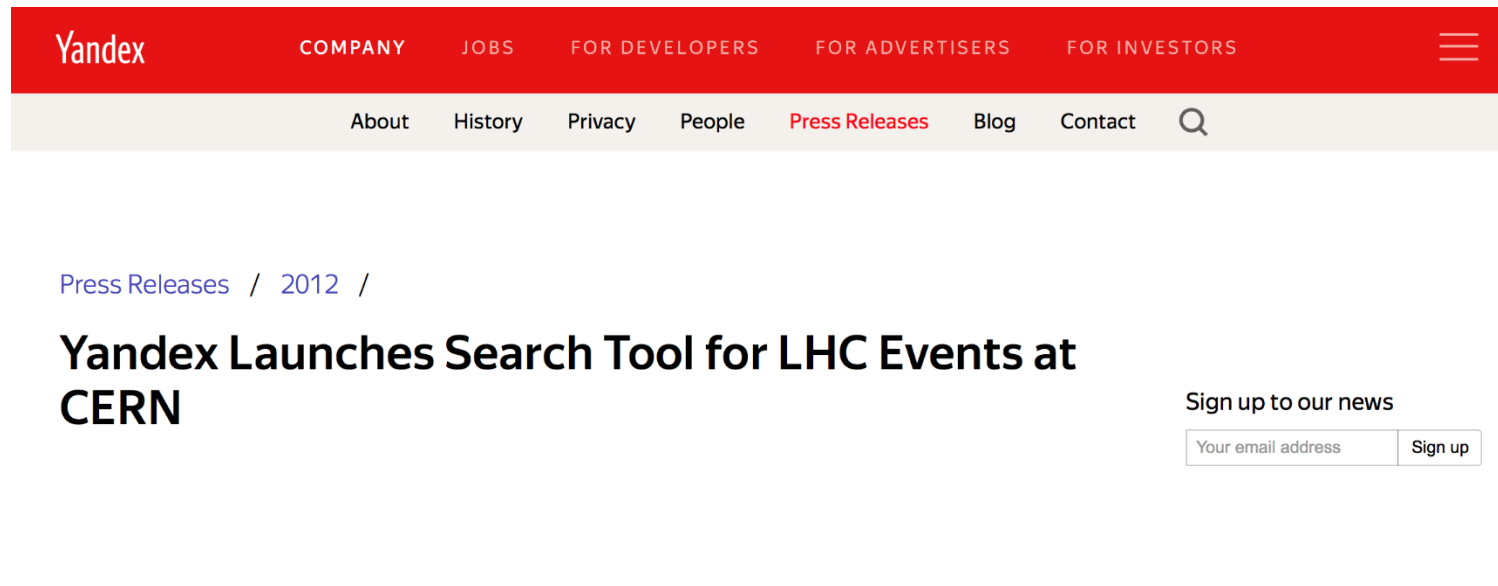 Yandex COMPANY JOBS FOR DEVELOPERS FOR ADVERTISERS FOR INVESTORS
About History Privacy People Press Releases Blog Contact
Press Releases / 2012 /
Yandex Launches Search Tool for LHC Events at
CERN
Sign up to our news
Your email address Sign up